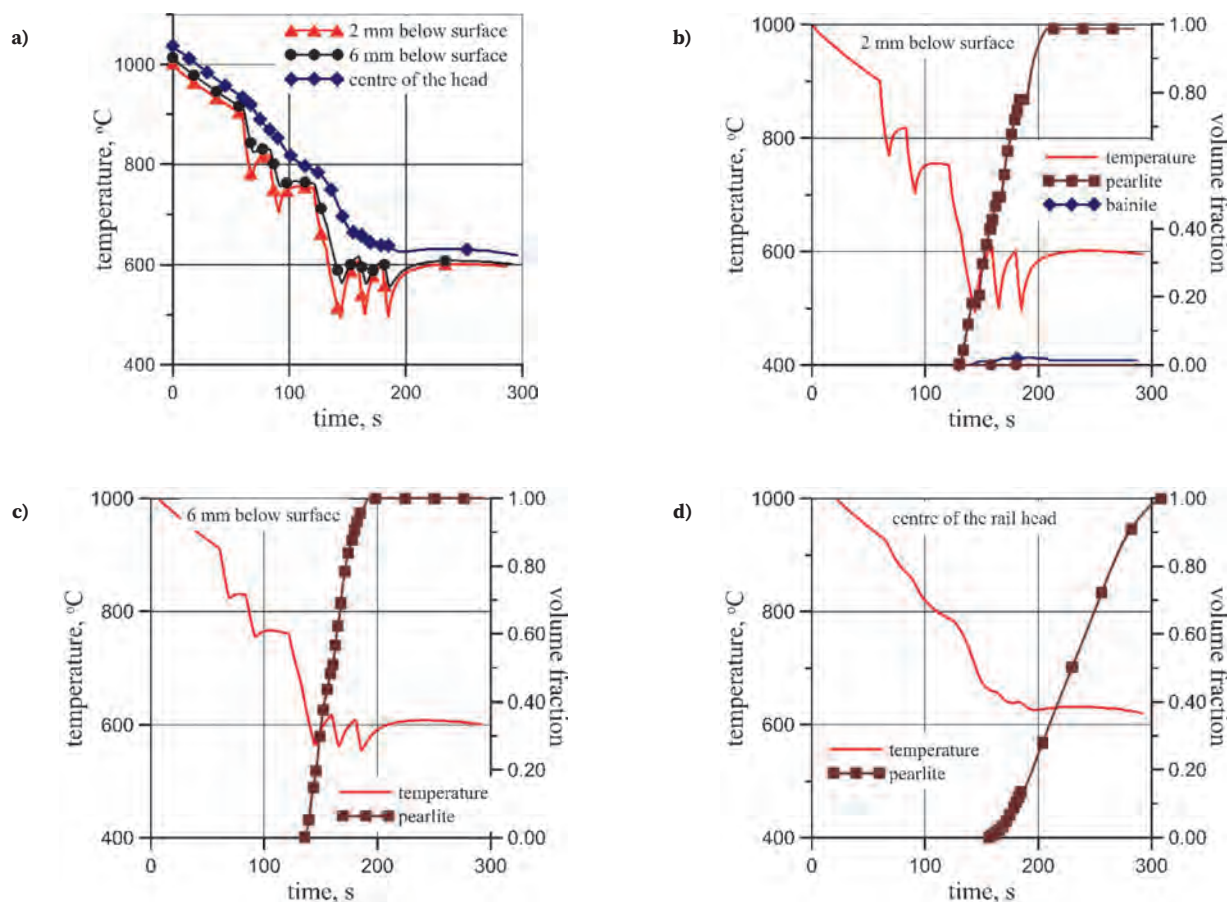 a)
2 mm below surface
6 mm below surface
centre of the head
1000
800
600
400
temperature, °C
0
100
200
300
time, s
b)
2 mm below surface
temperature
pearlite
bainite
1000
800
600
400
temperature, °C
1.00
0.80
0.60
0.40
0.20
0.00
volume fraction
0
100
200
300
time, s
c)
6 mm below surface
temperature
pearlite
1000
800
600
400
temperature, °C
1.00
0.80
0.60
0.40
0.20
0.00
volume fraction
0
100
200
300
time, s
d)
centre of the rail head
temperature
pearlite
1000
800
600
400
temperature, °C
1.00
0.80
0.60
0.40
0.20
0.00
volume fraction
0
100
200
300
time, s